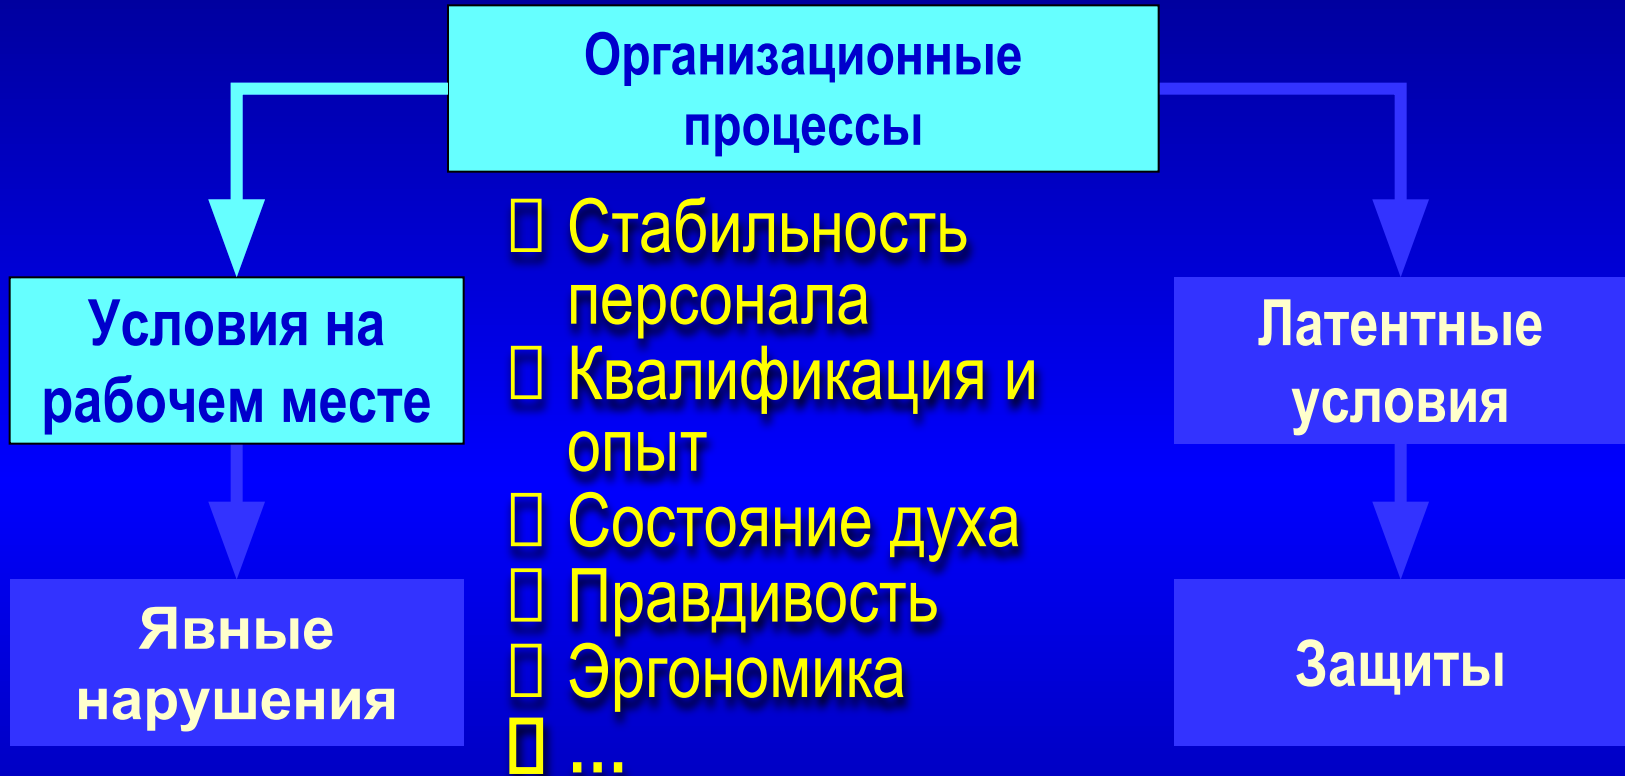 Организационные
процессы
Условия на
рабочем месте
Явные
нарушения
Стабильность
персонала
Квалификация и
опыт
Состояние духа
Правдивость
Эргономика
...
Латентные
условия
Защиты